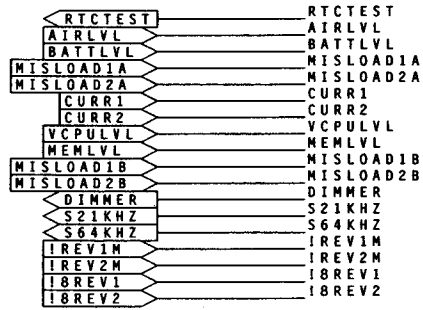 RTCTEST RTCTEST
AIRLVL AIRLVL
BATTLVL BATTLVL
MISLOAD1A MISLOAD1A
MISLOAD2A MISLOAD2A
CURR1 CURR1
CURR2 CURR2
VCPULVL VCPULVL
MEMLVL MEMLVL
MISLOAD1B MISLOAD1B
MISLOAD2B MISLOAD2B
DIMMER DIMMER
S21KHZ S21KHZ
S64KHZ S64KHZ
!REV1M !REV1M
!REV2M !REV2M
!8REV1 !8REV1
!8REV2 !8REV2